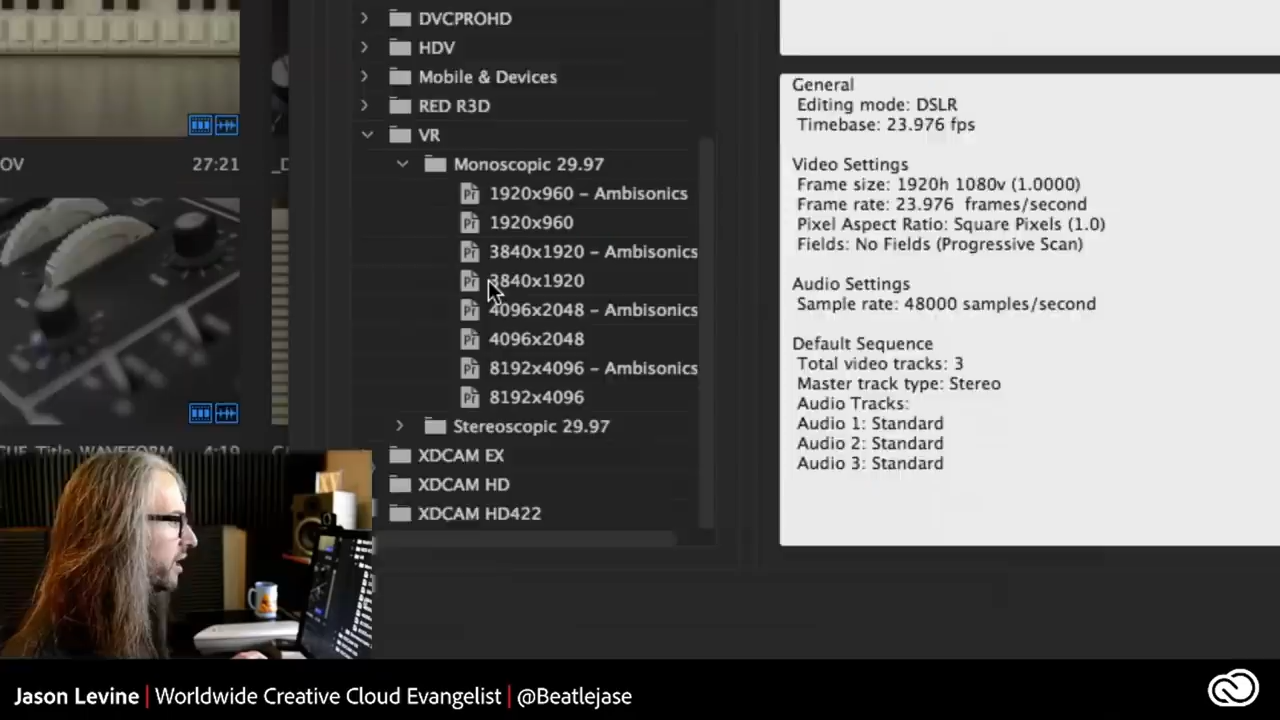 DVCPROHD
HDV
Mobile & Devices
RED R3D
VR
Monoscopic 29.97
1920x960 – Ambisonics
1920x960
3840x1920 – Ambisonics
3840x1920
4096x2048 – Ambisonics
4096x2048
8192x4096 – Ambisonics
8192x4096
Stereoscopic 29.97
XDCAM EX
XDCAM HD
XDCAM HD422
General
Editing mode: DSLR
Timebase: 23.976 fps
Video Settings
Frame size: 1920h 1080v (1.0000)
Frame rate: 23.976 frames/second
Pixel Aspect Ratio: Square Pixels (1.0)
Fields: No Fields (Progressive Scan)
Audio Settings
Sample rate: 48000 samples/second
Default Sequence
Total video tracks: 3
Master track type: Stereo
Audio Tracks:
Audio 1: Standard
Audio 2: Standard
Audio 3: Standard
OV 27:21 _D
Title WAVEFORM 4:19
Jason Levine | Worldwide Creative Cloud Evangelist | @Beatlejase